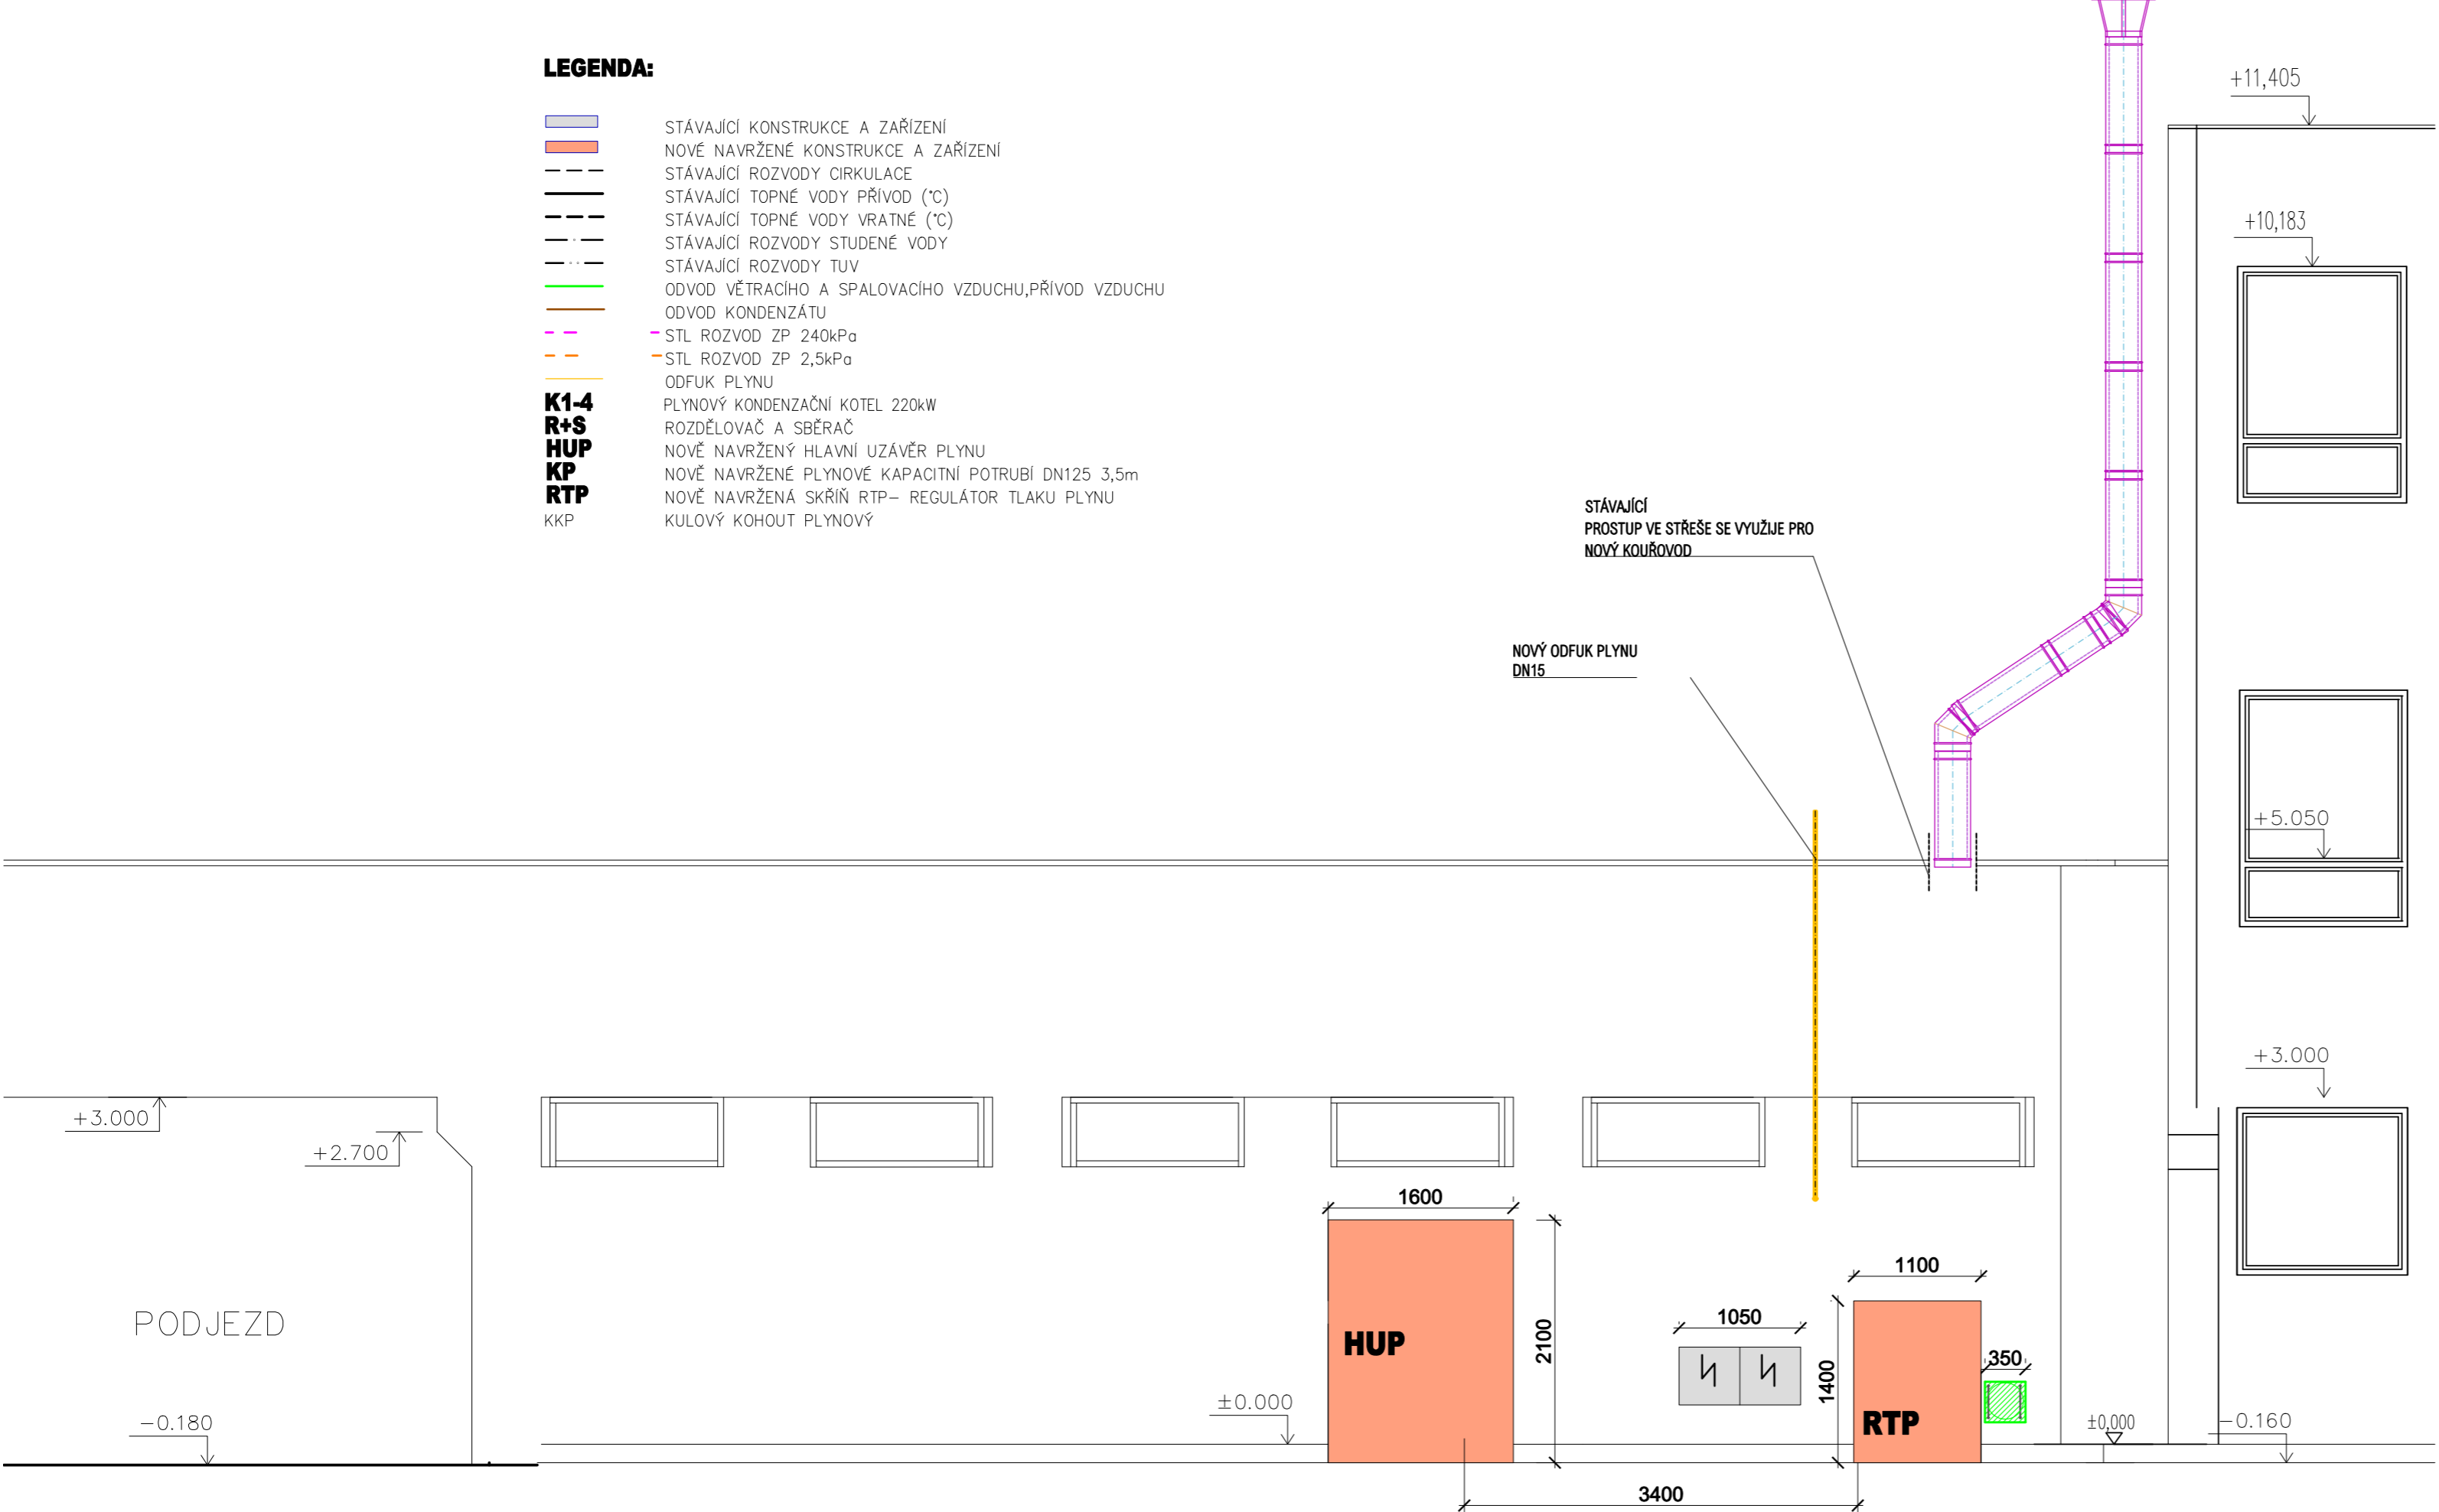 LEGENDA:
STÁVAJÍCÍ KONSTRUKCE A ZAŘÍZENÍ
NOVÉ NAVRŽENÉ KONSTRUKCE A ZAŘÍZENÍ
STÁVAJÍCÍ ROZVODY CIRKULACE
STÁVAJÍCÍ TOPNÉ VODY PŘÍVOD (°C)
STÁVAJÍCÍ TOPNÉ VODY VRATNÉ (°C)
STÁVAJÍCÍ ROZVODY STUDENÉ VODY
STÁVAJÍCÍ ROZVODY TUV
ODVOD VĚTRACÍHO A SPALOVACÍHO VZDUCHU,PŘÍVOD VZDUCHU
ODVOD KONDENZÁTU
STL ROZVOD ZP 240kPa
STL ROZVOD ZP 2,5kPa
ODFUK PLYNU
K1-4 PLYNOVÝ KONDENZAČNÍ KOTEL 220kW
R+S ROZDĚLOVAČ A SBĚRAČ
HUP NOVĚ NAVRŽENÝ HLAVNÍ UZÁVĚR PLYNU
KP NOVĚ NAVRŽENÉ PLYNOVÉ KAPACITNÍ POTRUBÍ DN125 3,5m
RTP NOVĚ NAVRŽENÁ SKŘÍŇ RTP– REGULÁTOR TLAKU PLYNU
KKP KULOVÝ KOHOUT PLYNOVÝ
+11,405
+10,183
STÁVAJÍCÍ
PROSTUP VE STŘEŠE SE VYUŽIJE PRO
NOVÝ KOUŘOVOD
NOVÝ ODFUK PLYNU
DN15
+5.050
+3.000
+3.000
+2.700
1600
1100
1050
2100
1400
350
PODJEZD
HUP
RTP
±0.000
±0,000
-0.180
-0.160
3400